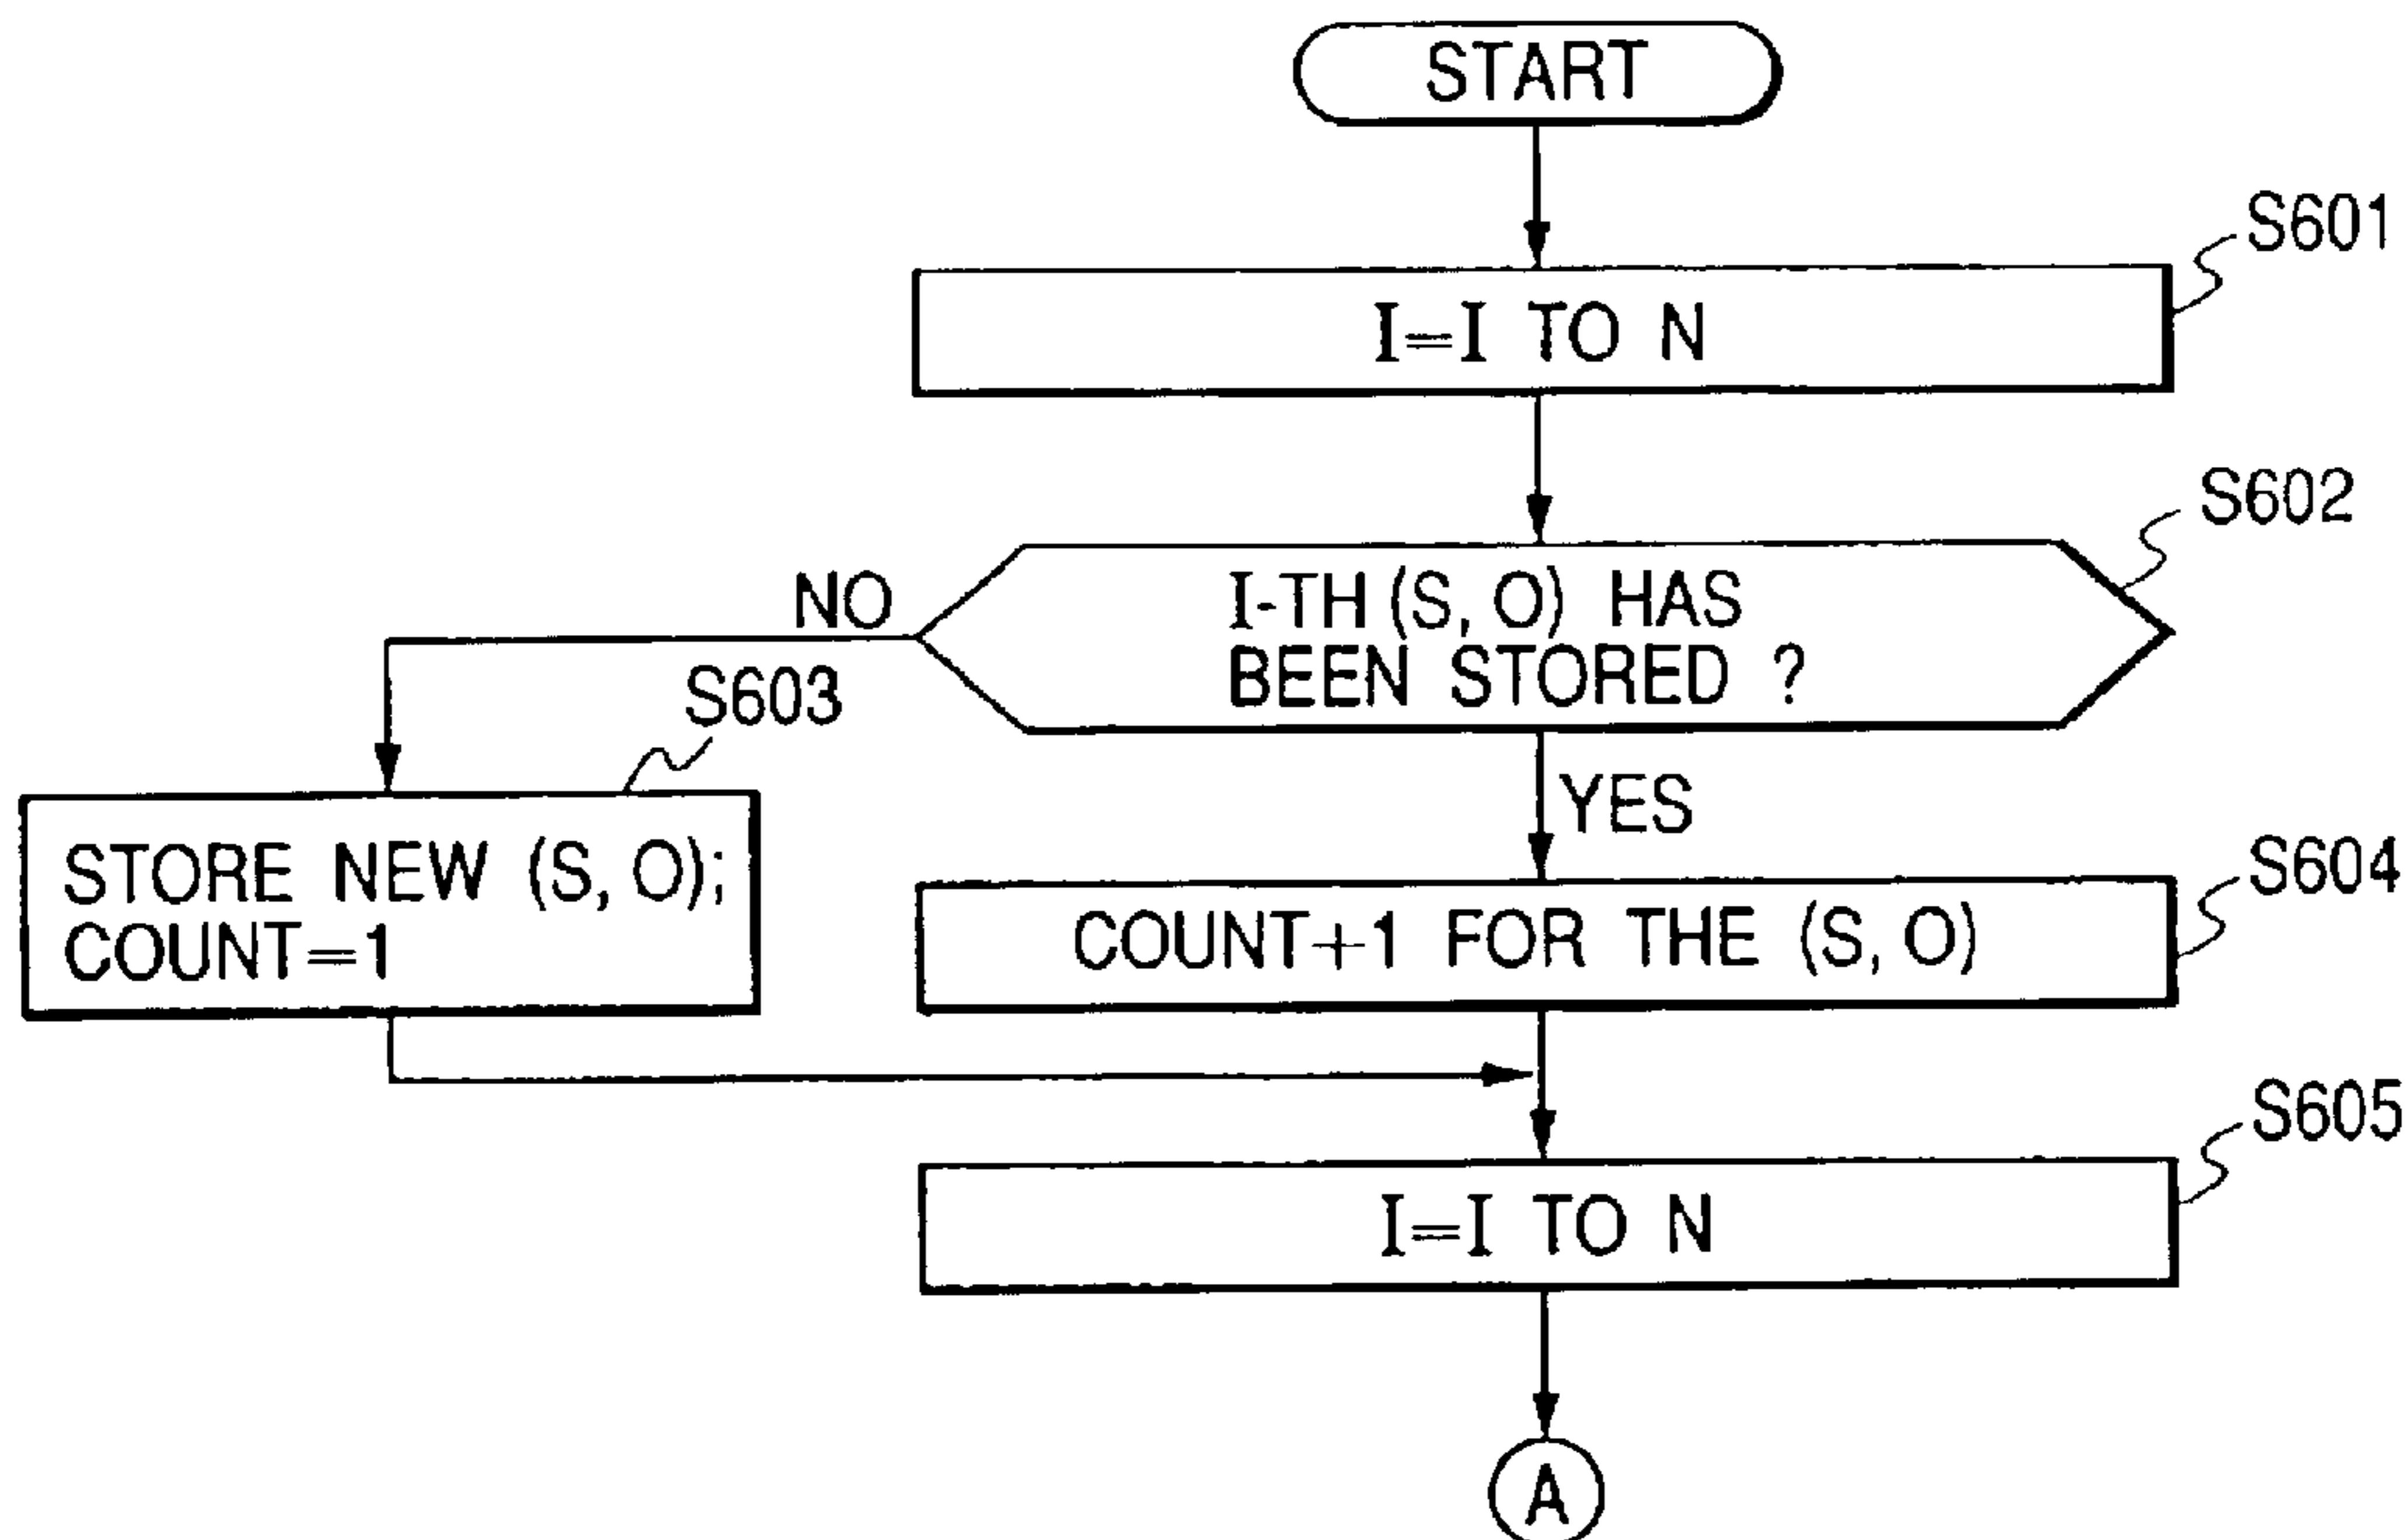 START
S601
I=I TO N
S602
I-TH (S, O) HAS
BEEN STORED ?
NO
YES
S603
STORE NEW (S, O);
COUNT=1
S604
COUNT+1 FOR THE (S, O)
S605
I=I TO N
A